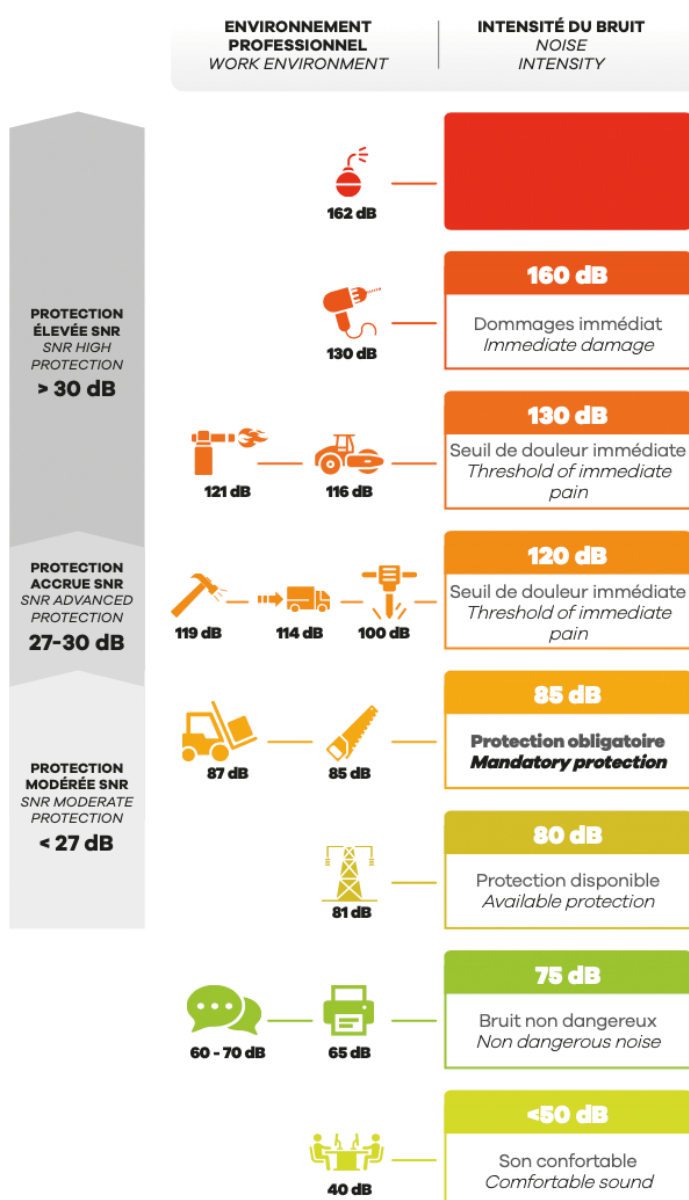 ENVIRONNEMENT
PROFESSIONNEL
WORK ENVIRONMENT
INTENSITÉ DU BRUIT
NOISE
INTENSITY
162 dB
PROTECTION
ÉLEVÉE SNR
SNR HIGH
PROTECTION
> 30 dB
130 dB
160 dB
Dommages immédiat
Immediate damage
121 dB
116 dB
130 dB
Seuil de douleur immédiate
Threshold of immediate
pain
PROTECTION
ACCRUE SNR
SNR ADVANCED
PROTECTION
27-30 dB
119 dB
114 dB
100 dB
120 dB
Seuil de douleur immédiate
Threshold of immediate
pain
PROTECTION
MODÉRÉE SNR
SNR MODERATE
PROTECTION
< 27 dB
87 dB
85 dB
85 dB
Protection obligatoire
Mandatory protection
81 dB
80 dB
Protection disponible
Available protection
60 - 70 dB
65 dB
75 dB
Bruit non dangereux
Non dangerous noise
40 dB
<50 dB
Son confortable
Comfortable sound